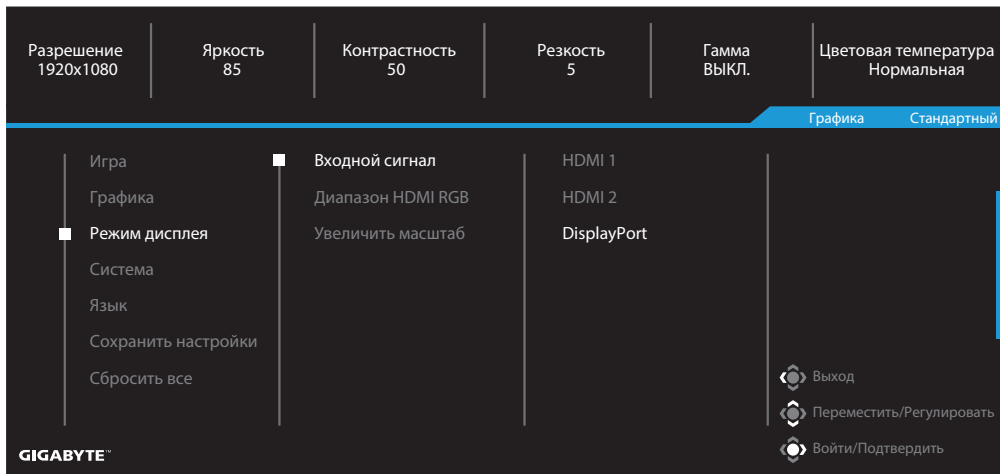 Разрешение
1920x1080
Яркость
85
Контрастность
50
Резкость
5
Гамма
ВЫКЛ.
Цветовая температура
Нормальная
Графика Стандартный
Игра
Графика
Режим дисплея
Система
Язык
Сохранить настройки
Сбросить все
Входной сигнал
Диапазон HDMI RGB
Увеличить масштаб
HDMI 1
HDMI 2
DisplayPort
Выход
Переместить/Регулировать
Войти/Подтвердить
GIGABYTE™